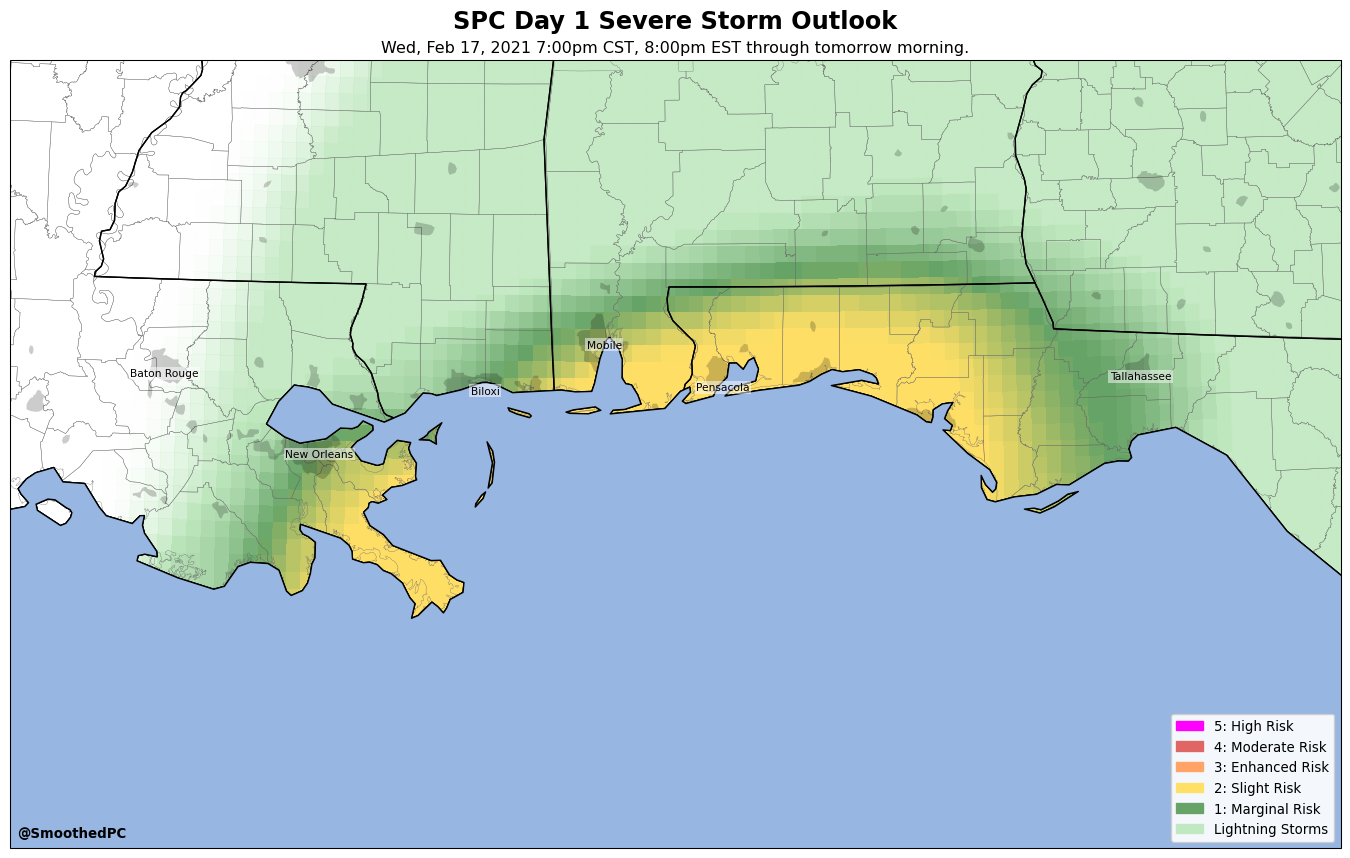 SPC Day 1 Severe Storm Outlook
Wed, Feb 17, 2021 7:00pm CST, 8:00pm EST through tomorrow morning.
Mobile
Baton Rouge
Tallahassee
Pensacola
Biloxi
New Orleans
5: High Risk
4: Moderate Risk
3: Enhanced Risk
2: Slight Risk
1: Marginal Risk
Lightning Storms
@SmoothedPC